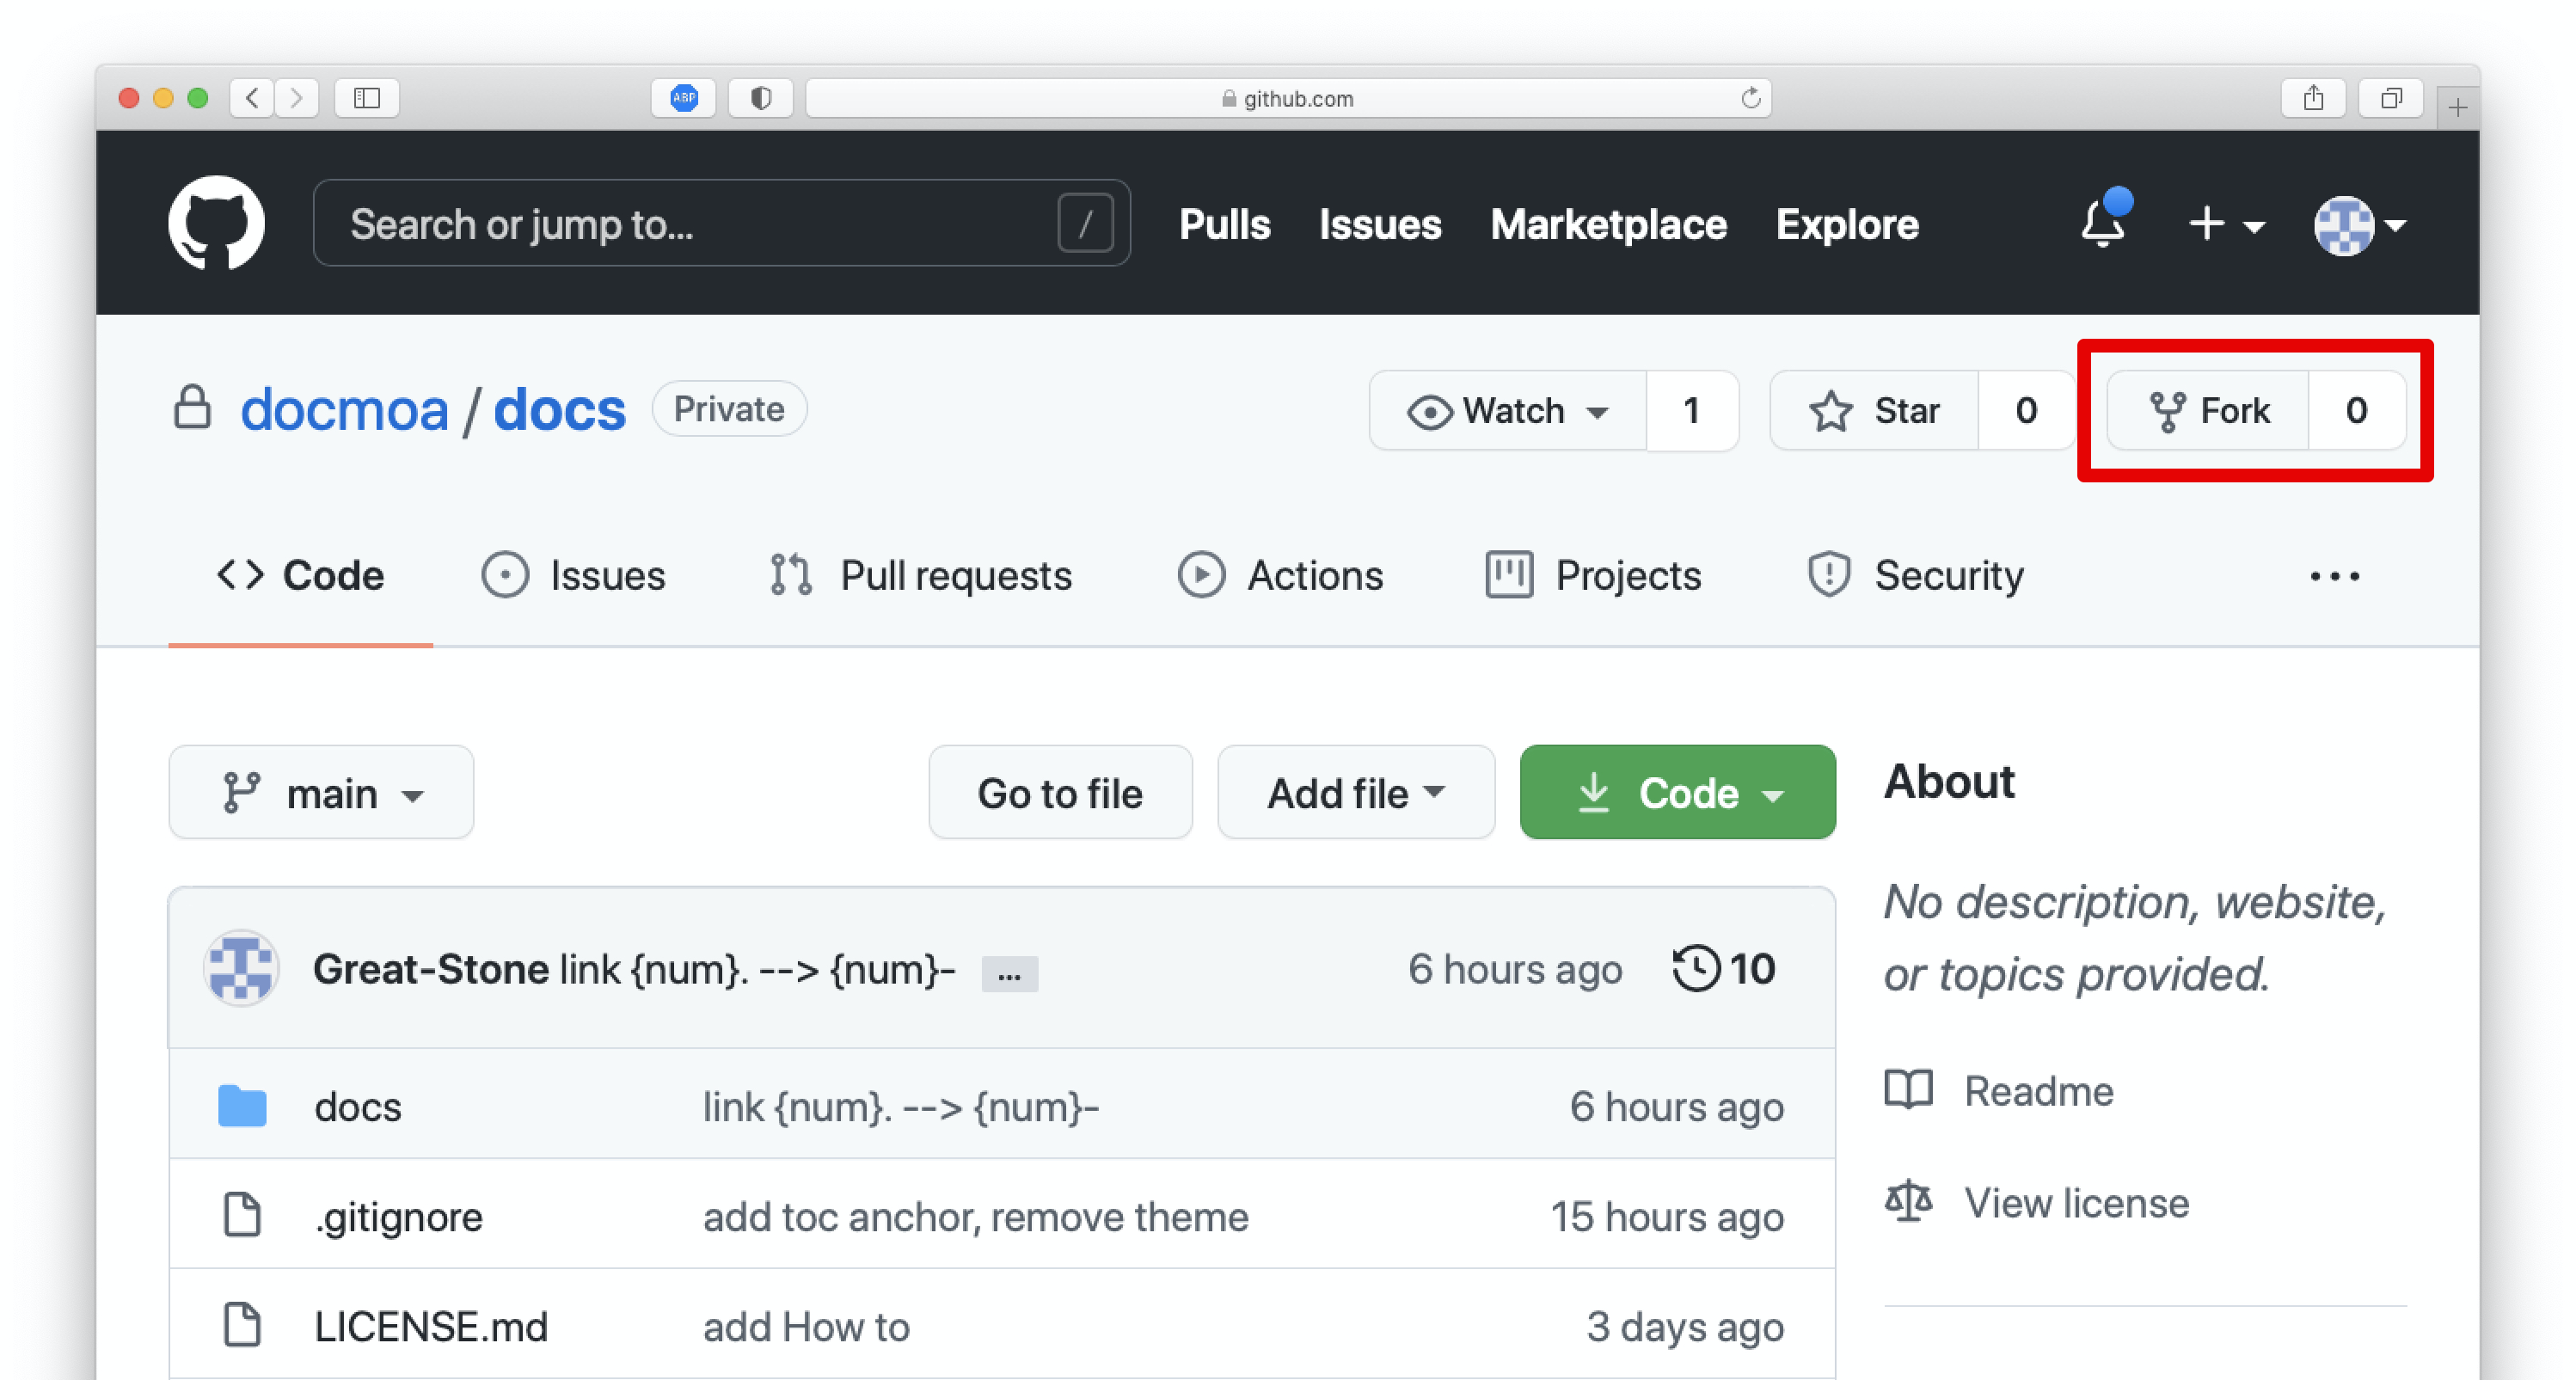 ABP
github.com
Search or jump to...
/
Pulls Issues Marketplace Explore
docmoa / docs Private
Watch 1 Star 0 Fork 0
Code Issues Pull requests Actions Projects Security ...
main Go to file Add file Code
About
No description, website,
or topics provided.
Readme
View license
Great-Stone link {num}. --> {num}- ... 6 hours ago 10
docs link {num}. --> {num}- 6 hours ago
.gitignore add toc anchor, remove theme 15 hours ago
LICENSE.md add How to 3 days ago